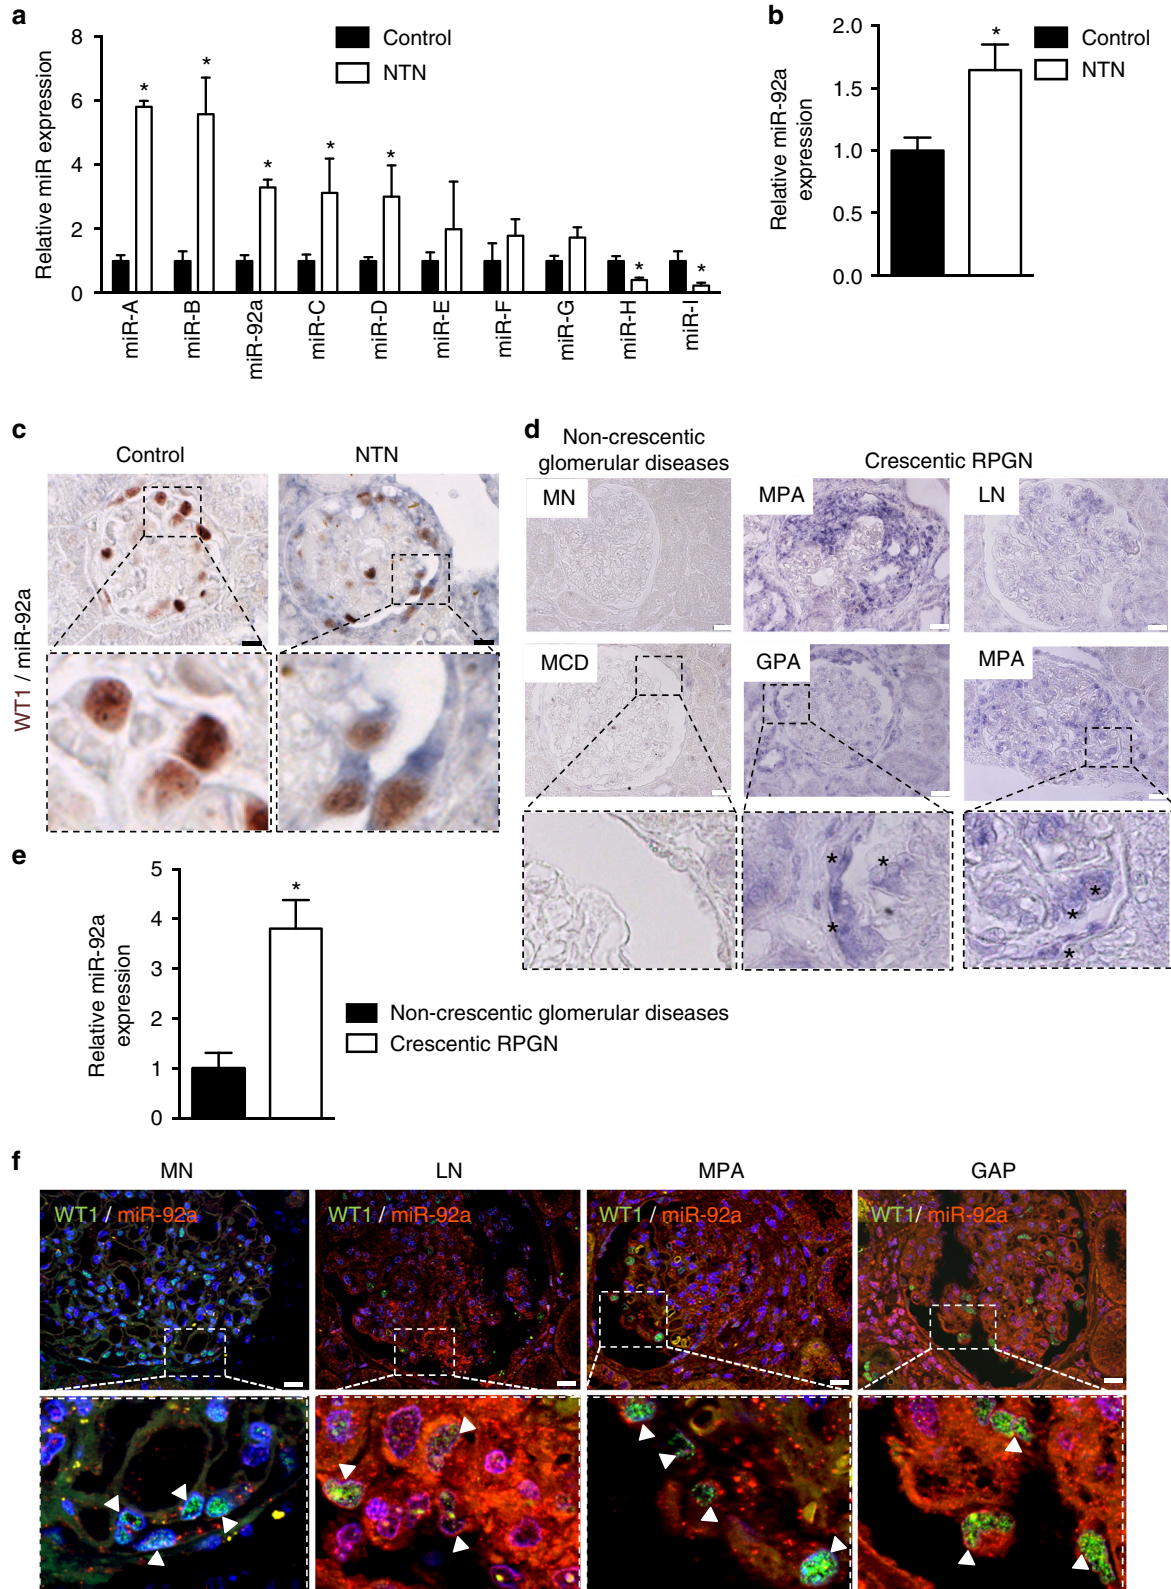 a
8
6
4
2
0
Relative miR expression
Control
NTN
*
*
*
*
*
*
*
miR-A
miR-B
miR-92a
miR-C
miR-D
miR-E
miR-F
miR-G
miR-H
miR-I
b
2.0
1.5
1.0
0.5
0.0
Relative miR-92a
expression
*
Control
NTN
c
Control
NTN
WT1 / miR-92a
d
Non-crescentic
glomerular diseases
Crescentic RPGN
MN
MPA
LN
MCD
GPA
MPA
*
*
*
*
*
*
e
5
4
3
2
1
0
Relative miR-92a
expression
*
Non-crescentic glomerular diseases
Crescentic RPGN
f
MN
LN
MPA
GAP
WT1 / miR-92a
WT1 / miR-92a
WT1 / miR-92a
WT1/ miR-92a